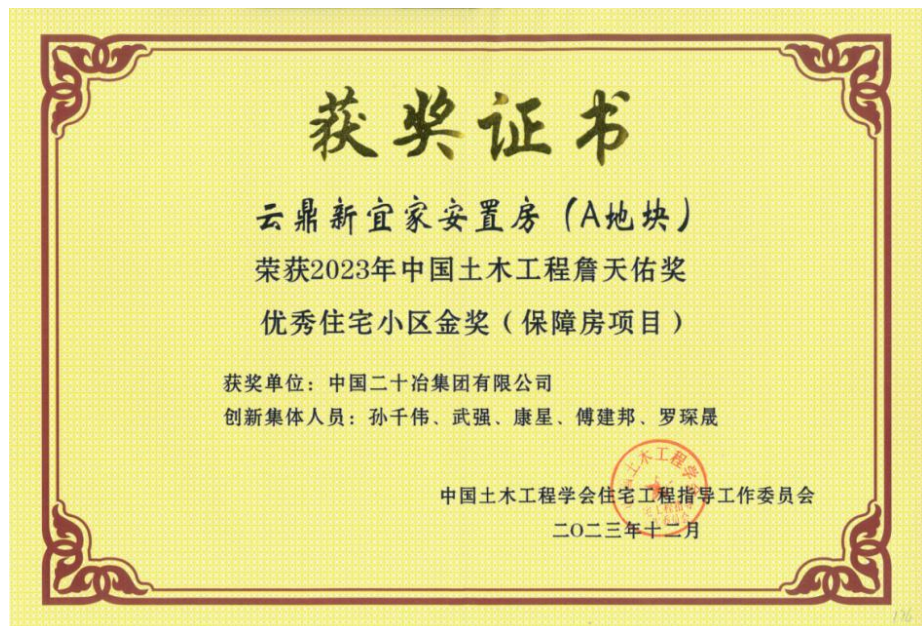 获奖证书
云鼎新宜家安置房（A地块）
荣获2023年中国土木工程詹天佑奖
优秀住宅小区金奖（保障房项目）
获奖单位：中国二十冶集团有限公司
创新集体人员：孙千伟、武强、康星、傅建邦、罗琛晟
中国土木工程学会住宅工程指导工作委员会
二〇二三年十二月
176